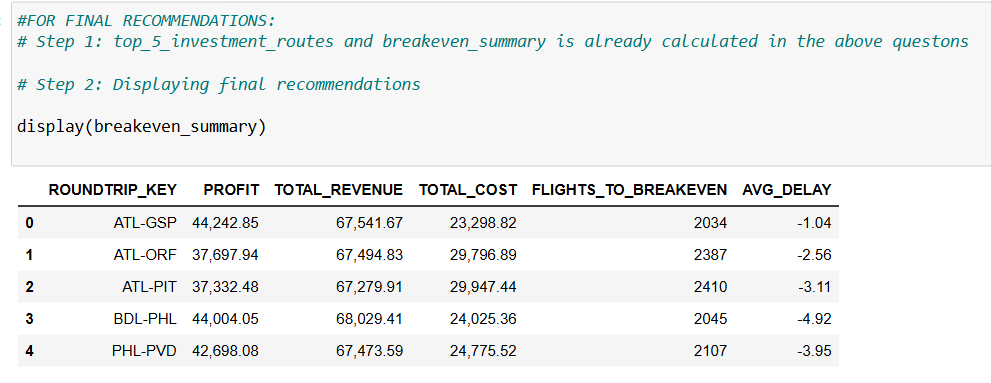 #FOR FINAL RECOMMENDATIONS:
# Step 1: top_5_investment_routes and breakeven_summary is already calculated in the above questons
# Step 2: Displaying final recommendations
display(breakeven_summary)
ROUNDTRIP_KEY PROFIT TOTAL_REVENUE TOTAL_COST FLIGHTS_TO_BREAKEVEN AVG_DELAY
0 ATL-GSP 44,242.85 67,541.67 23,298.82 2034 -1.04
1 ATL-ORF 37,697.94 67,494.83 29,796.89 2387 -2.56
2 ATL-PIT 37,332.48 67,279.91 29,947.44 2410 -3.11
3 BDL-PHL 44,004.05 68,029.41 24,025.36 2045 -4.92
4 PHL-PVD 42,698.08 67,473.59 24,775.52 2107 -3.95